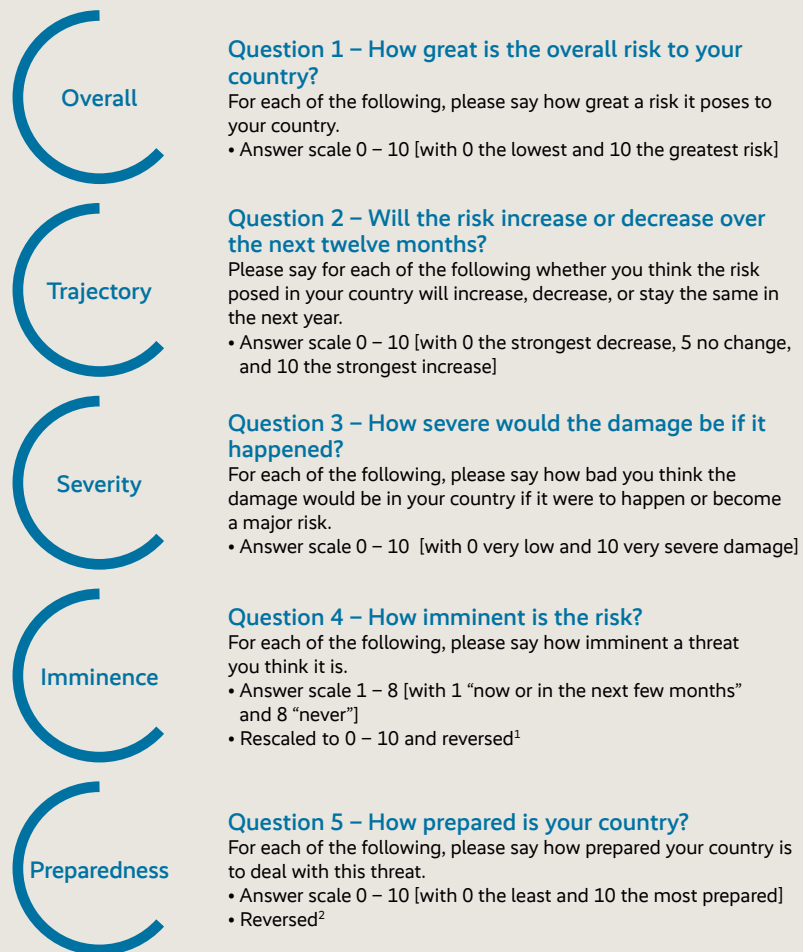 Overall
Question 1 – How great is the overall risk to your
country?
For each of the following, please say how great a risk it poses to
your country.
• Answer scale 0 – 10 [with 0 the lowest and 10 the greatest risk]
Trajectory
Question 2 – Will the risk increase or decrease over
the next twelve months?
Please say for each of the following whether you think the risk
posed in your country will increase, decrease, or stay the same in
the next year.
• Answer scale 0 – 10 [with 0 the strongest decrease, 5 no change,
and 10 the strongest increase]
Severity
Question 3 – How severe would the damage be if it
happened?
For each of the following, please say how bad you think the
damage would be in your country if it were to happen or become
a major risk.
• Answer scale 0 – 10 [with 0 very low and 10 very severe damage]
Imminence
Question 4 – How imminent is the risk?
For each of the following, please say how imminent a threat
you think it is.
• Answer scale 1 – 8 [with 1 “now or in the next few months”
and 8 “never”]
• Rescaled to 0 – 10 and reversed¹
Preparedness
Question 5 – How prepared is your country?
For each of the following, please say how prepared your country is
to deal with this threat.
• Answer scale 0 – 10 [with 0 the least and 10 the most prepared]
• Reversed²